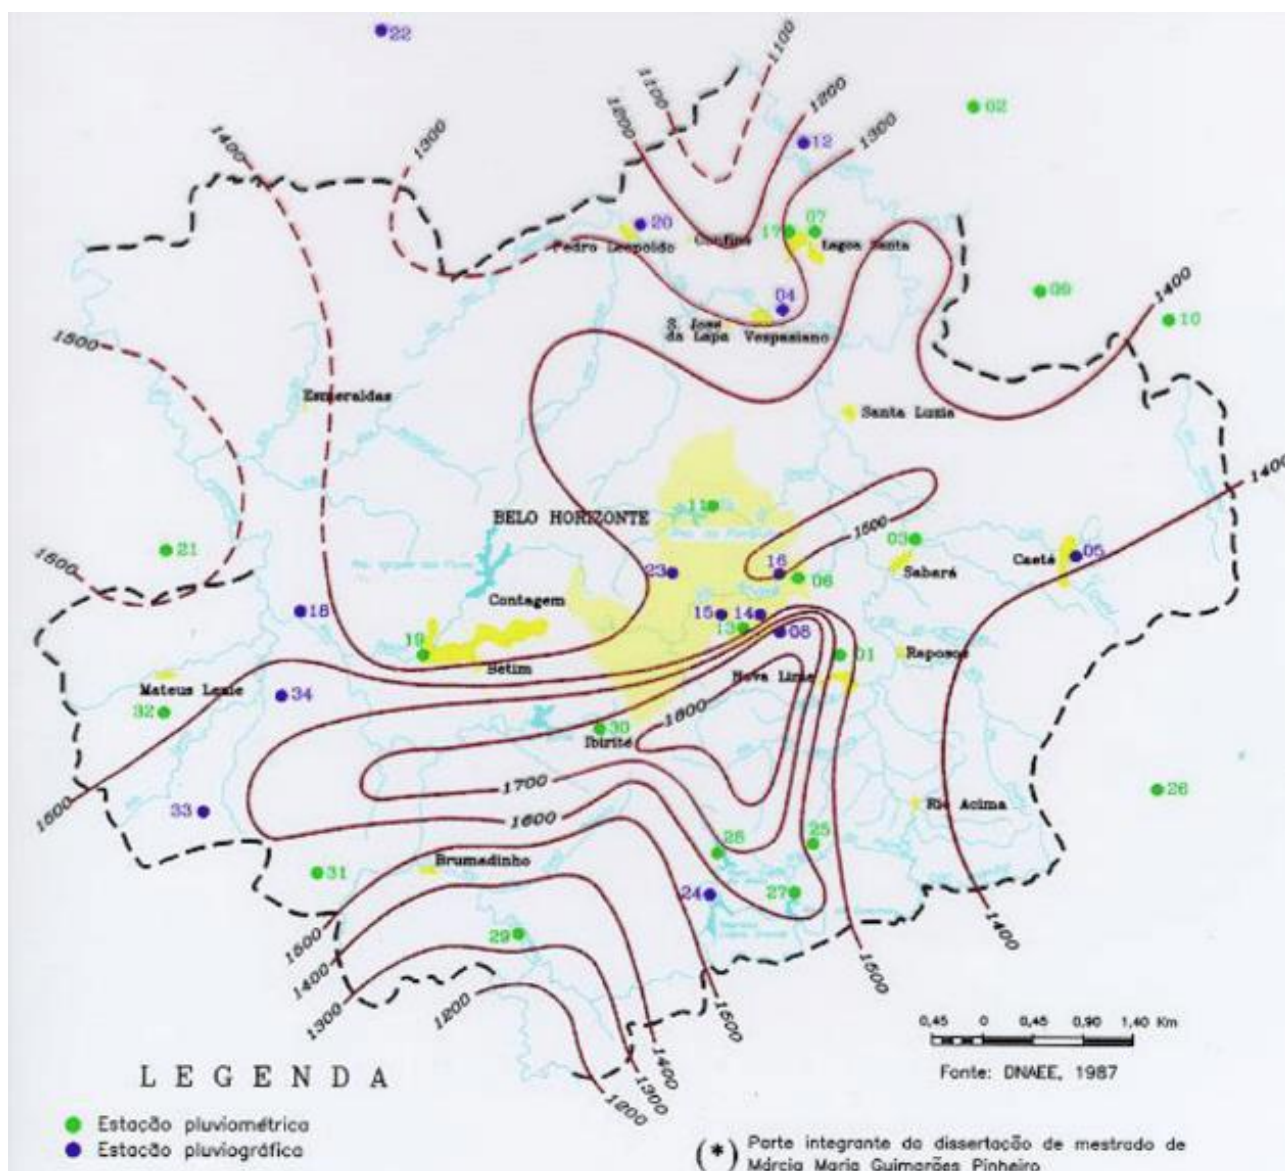 22
1100
1100
1200
1200
02
12
1300
1400
1300
20
17
07
Pedro Leopoldo
Confins
Lagoa Santa
09
1400
10
04
S. José
da Lapa
Vespasiano
1500
Esmeraldas
Santa Luzia
1400
11
BELO HORIZONTE
1500
03
21
1500
23
16
06
Sabará
Caeté
05
18
Contagem
15
14
13
08
19
Betim
01
Raposos
Nova Lima
Mateus Leme
34
32
1800
30
Ibirité
1700
26
1500
33
1600
Rio Acima
28
25
31
Brumadinho
24
27
29
1400
1500
1400
1300
1200
1500
1500
1400
1300
1200
0,45
0
0,45
0,90
1,40 Km
Fonte: DNAEE, 1987
LEGENDA
Estação pluviométrica
Estação pluviográfica
(*) Parte integrante da dissertação de mestrado de
Márcia Maria Guimarães Pinheiro